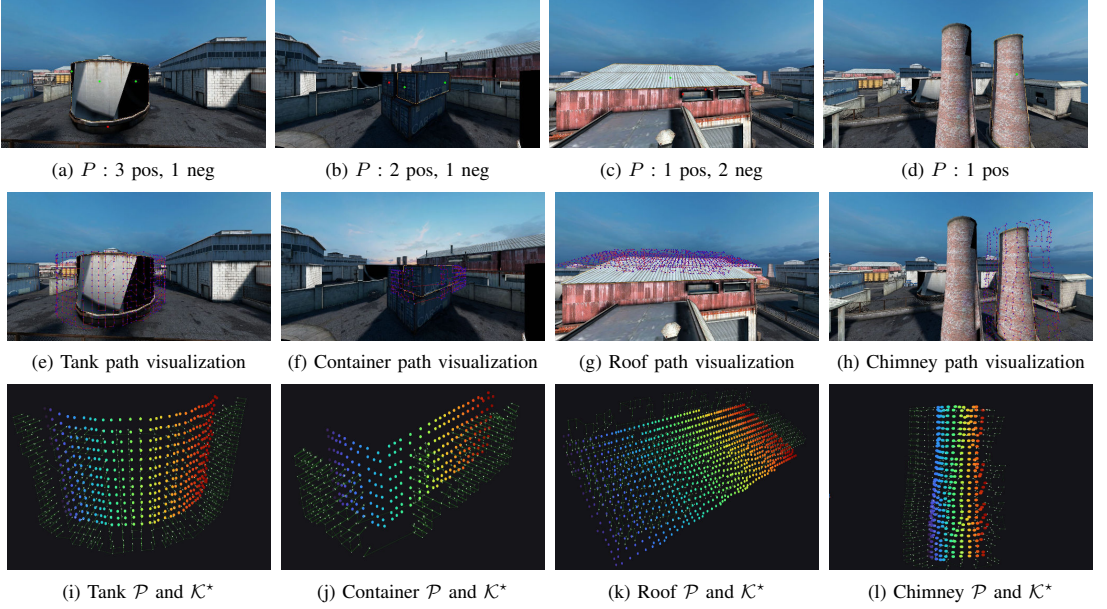 (a) P : 3 pos, 1 neg
(b) P : 2 pos, 1 neg
(c) P : 1 pos, 2 neg
(d) P : 1 pos
(e) Tank path visualization
(f) Container path visualization
(g) Roof path visualization
(h) Chimney path visualization
(i) Tank 𝒫 and 𝒦⋆
(j) Container 𝒫 and 𝒦⋆
(k) Roof 𝒫 and 𝒦⋆
(l) Chimney 𝒫 and 𝒦⋆